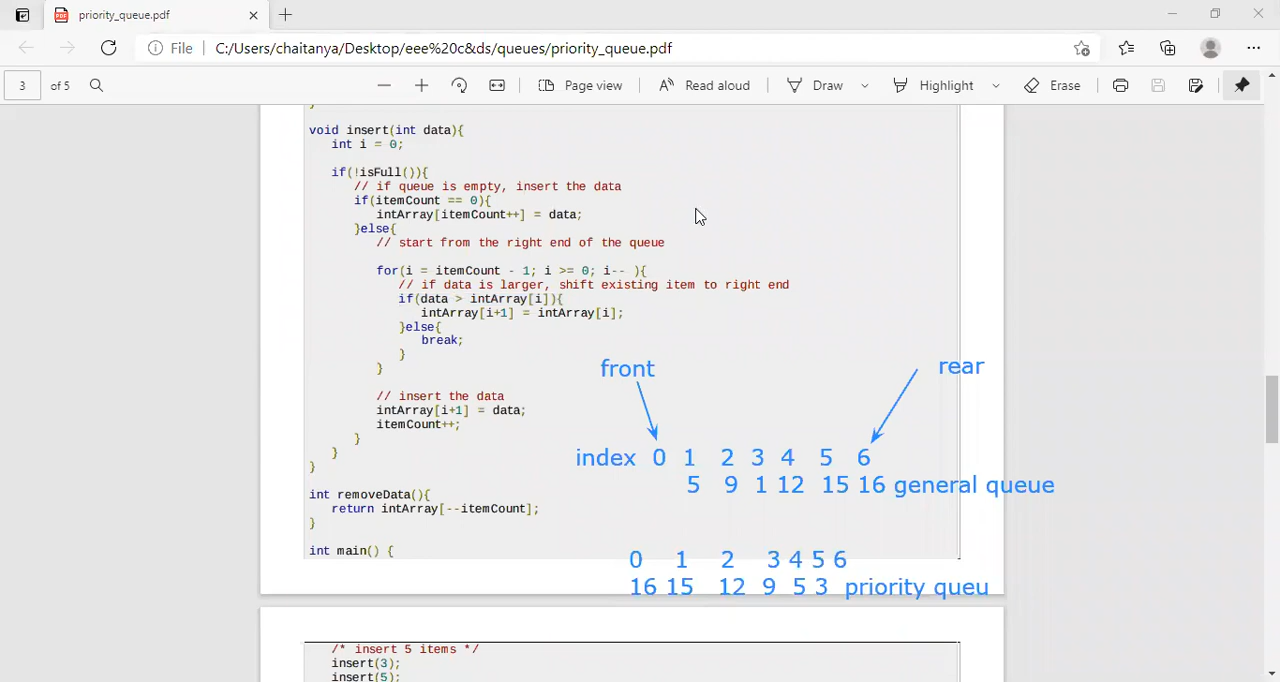 priority_queue.pdf
File C:/Users/chaitanya/Desktop/eee%20c&ds/queues/priority_queue.pdf
3 of 5 Page view Read aloud Draw Highlight Erase
}
void insert(int data){
int i = 0;
if(!isFull()){
// if queue is empty, insert the data
if(itemCount == 0){
intArray[itemCount++] = data;
}else{
// start from the right end of the queue
for(i = itemCount - 1; i >= 0; i-- ){
// if data is larger, shift existing item to right end
if(data > intArray[i]){
intArray[i+1] = intArray[i];
}else{
break;
}
}
// insert the data
intArray[i+1] = data;
itemCount++;
}
}
}
int removeData(){
return intArray[--itemCount];
}
int main() {
front rear
index 0 1 2 3 4 5 6
5 9 1 12 15 16 general queue
0 1 2 3 4 5 6
16 15 12 9 5 3 priority queu
/* insert 5 items */
insert(3);
insert(5);